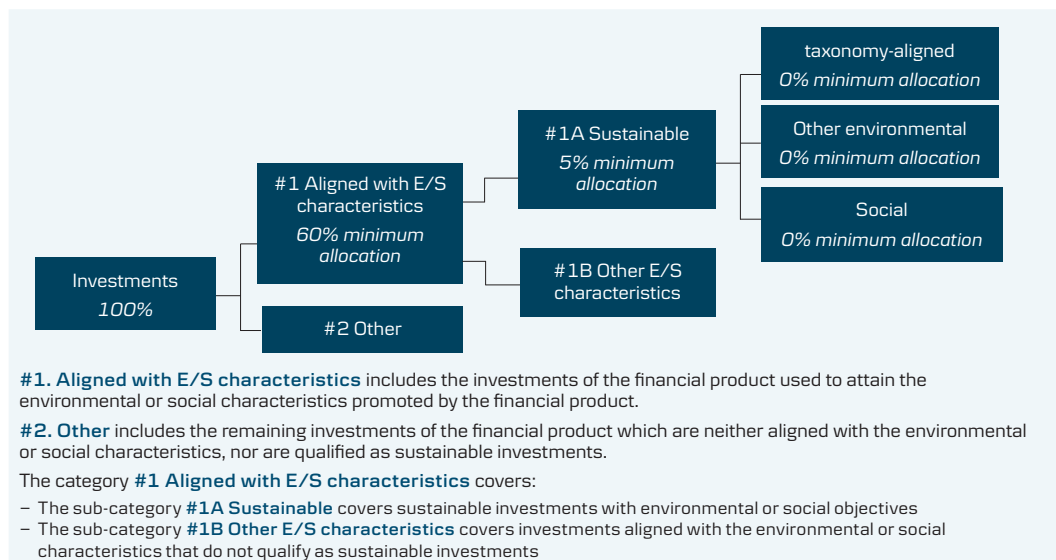 taxonomy-aligned
0% minimum allocation
#1A Sustainable
5% minimum
allocation
Other environmental
0% minimum allocation
#1 Aligned with E/S
characteristics
60% minimum
allocation
Social
0% minimum allocation
#1B Other E/S
characteristics
Investments
100%
#2 Other
#1. Aligned with E/S characteristics includes the investments of the financial product used to attain the
environmental or social characteristics promoted by the financial product.
#2. Other includes the remaining investments of the financial product which are neither aligned with the environmental
or social characteristics, nor are qualified as sustainable investments.
The category #1 Aligned with E/S characteristics covers:
– The sub-category #1A Sustainable covers sustainable investments with environmental or social objectives
– The sub-category #1B Other E/S characteristics covers investments aligned with the environmental or social
characteristics that do not qualify as sustainable investments